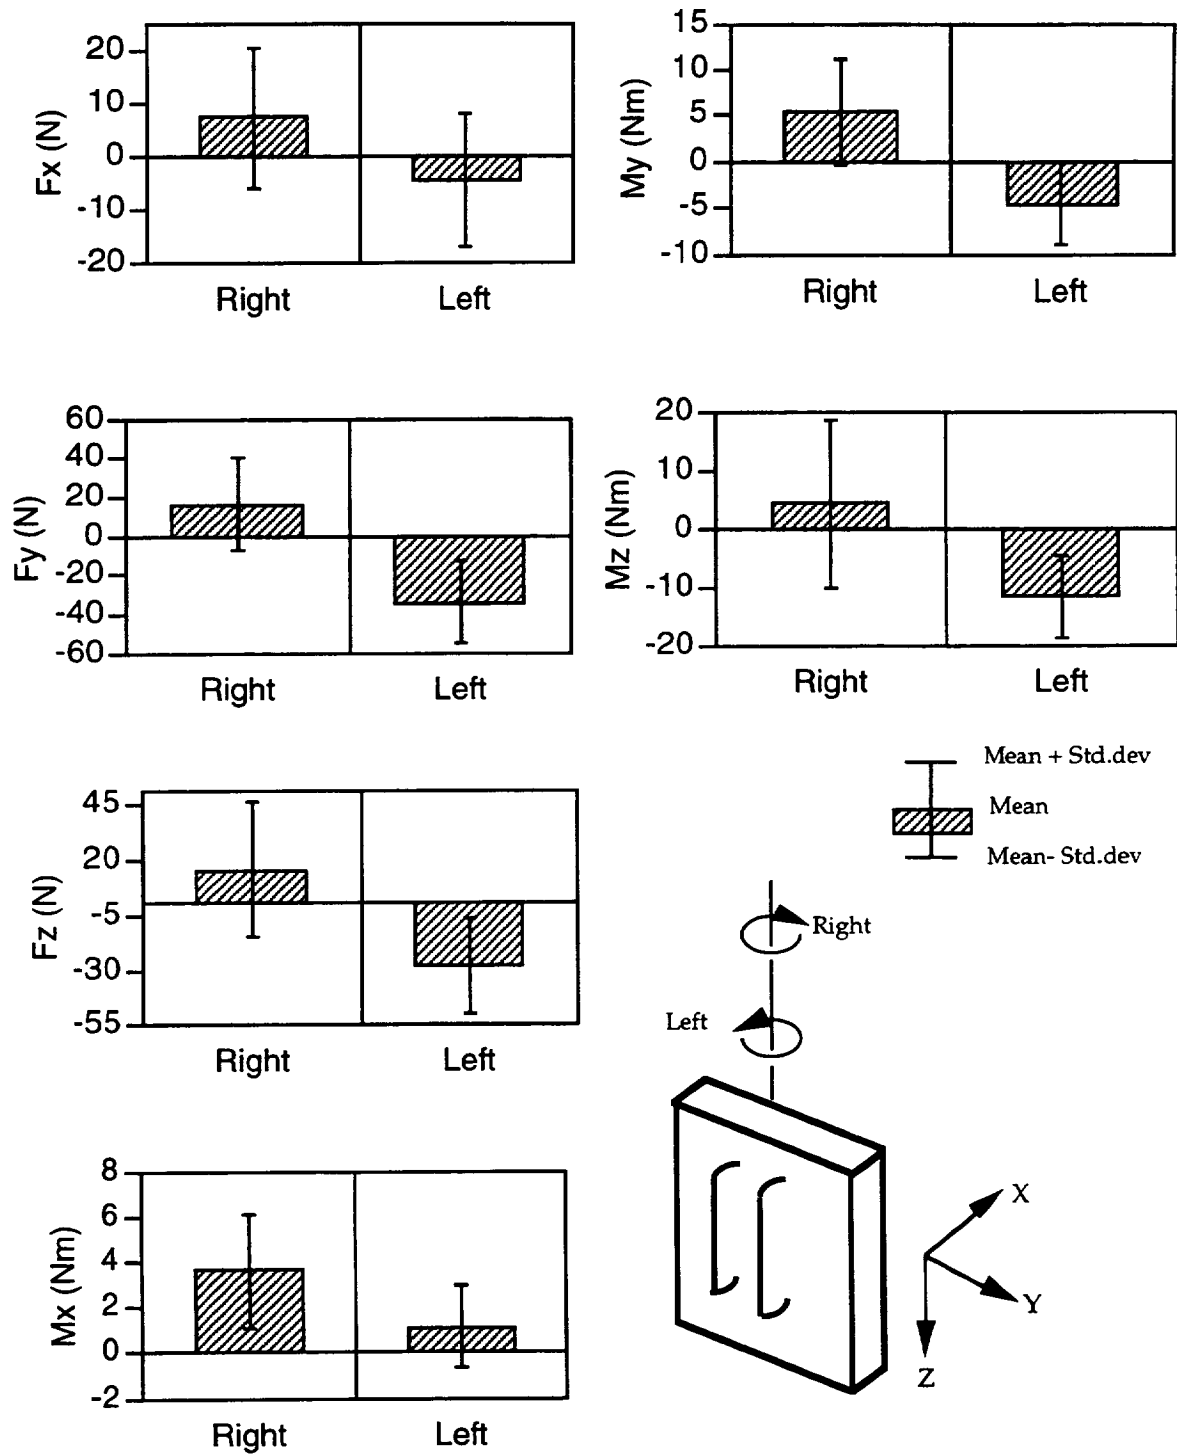 Fx (N)
20
10
0
-10
-20
Right Left
My (Nm)
15
10
5
0
-5
-10
Right Left
Fy (N)
60
40
20
0
-20
-40
-60
Right Left
Mz (Nm)
20
10
0
-10
-20
Right Left
Fz (N)
45
20
-5
-30
-55
Right Left
Mean + Std.dev
Mean
Mean- Std.dev
Right
Left
Mx (Nm)
8
6
4
2
0
-2
Right Left
X
Y
Z